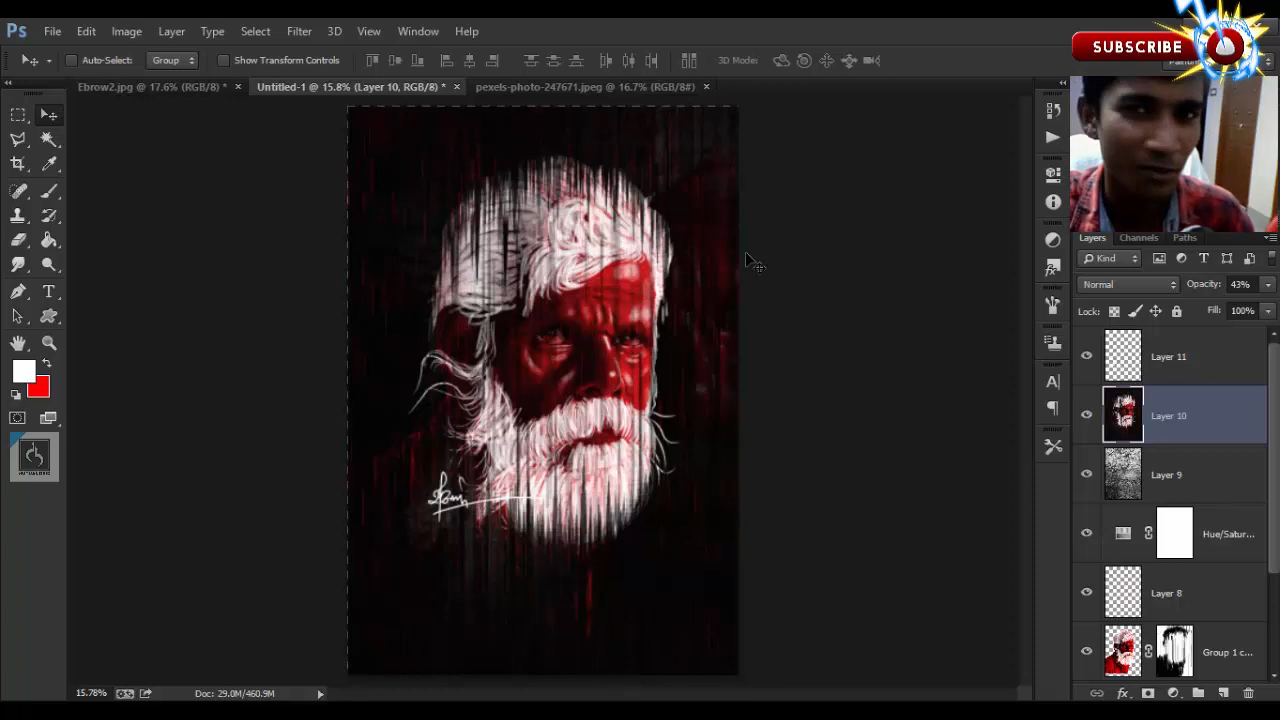 SUBSCRIBE
Ps File Edit Image Layer Type Select Filter 3D View Window Help
Auto-Select: Group Show Transform Controls 3D Mode:
Ebrow2.jpg @ 17.6% (RGB/8) * × Untitled-1 @ 15.8% (Layer 10, RGB/8) * × pexels-photo-247671.jpeg @ 16.7% (RGB/8#) ×
Layers Channels Paths
Kind
Normal Opacity: 43%
Lock: Fill: 100%
Layer 11
Layer 10
Layer 9
Hue/Satur...
Layer 8
Group 1 c...
15.78% Doc: 29.0M/460.9M